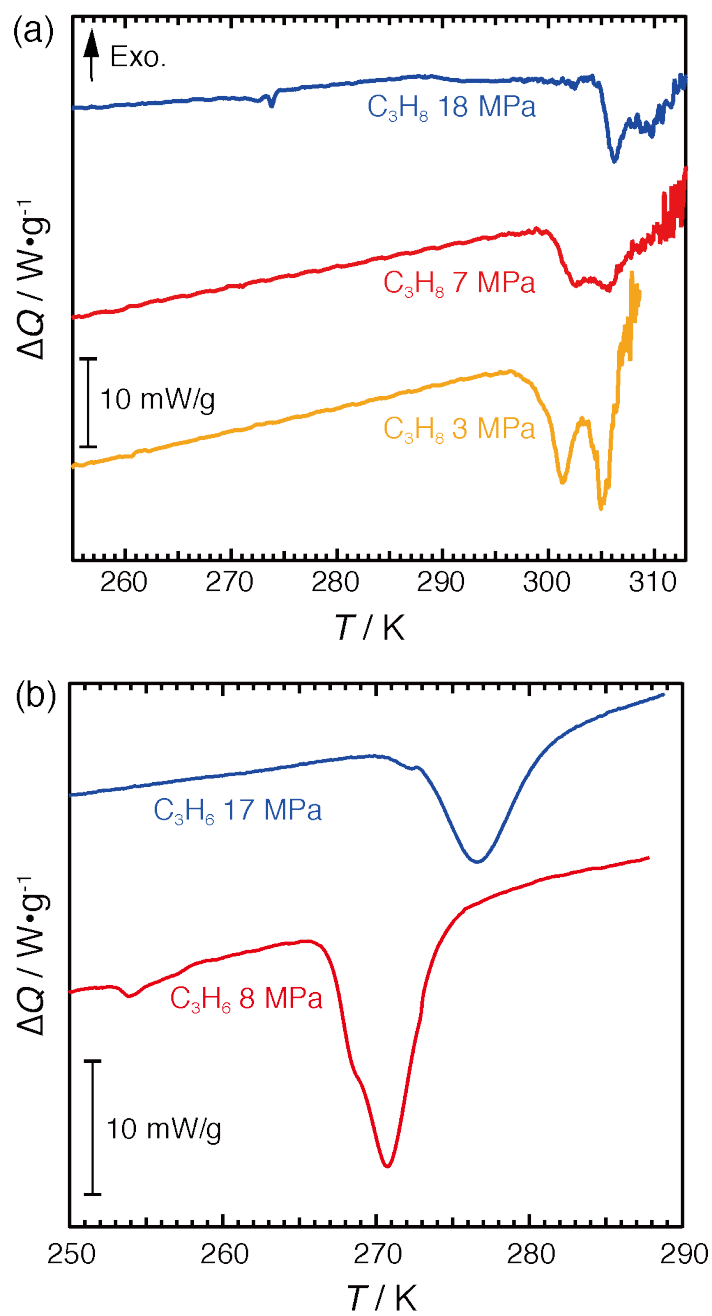 (a)
Exo.
C₃H₈ 18 MPa
C₃H₈ 7 MPa
10 mW/g
C₃H₈ 3 MPa
ΔQ / W•g⁻¹
260 270 280 290 300 310
T / K
(b)
C₃H₆ 17 MPa
C₃H₆ 8 MPa
10 mW/g
ΔQ / W•g⁻¹
250 260 270 280 290
T / K